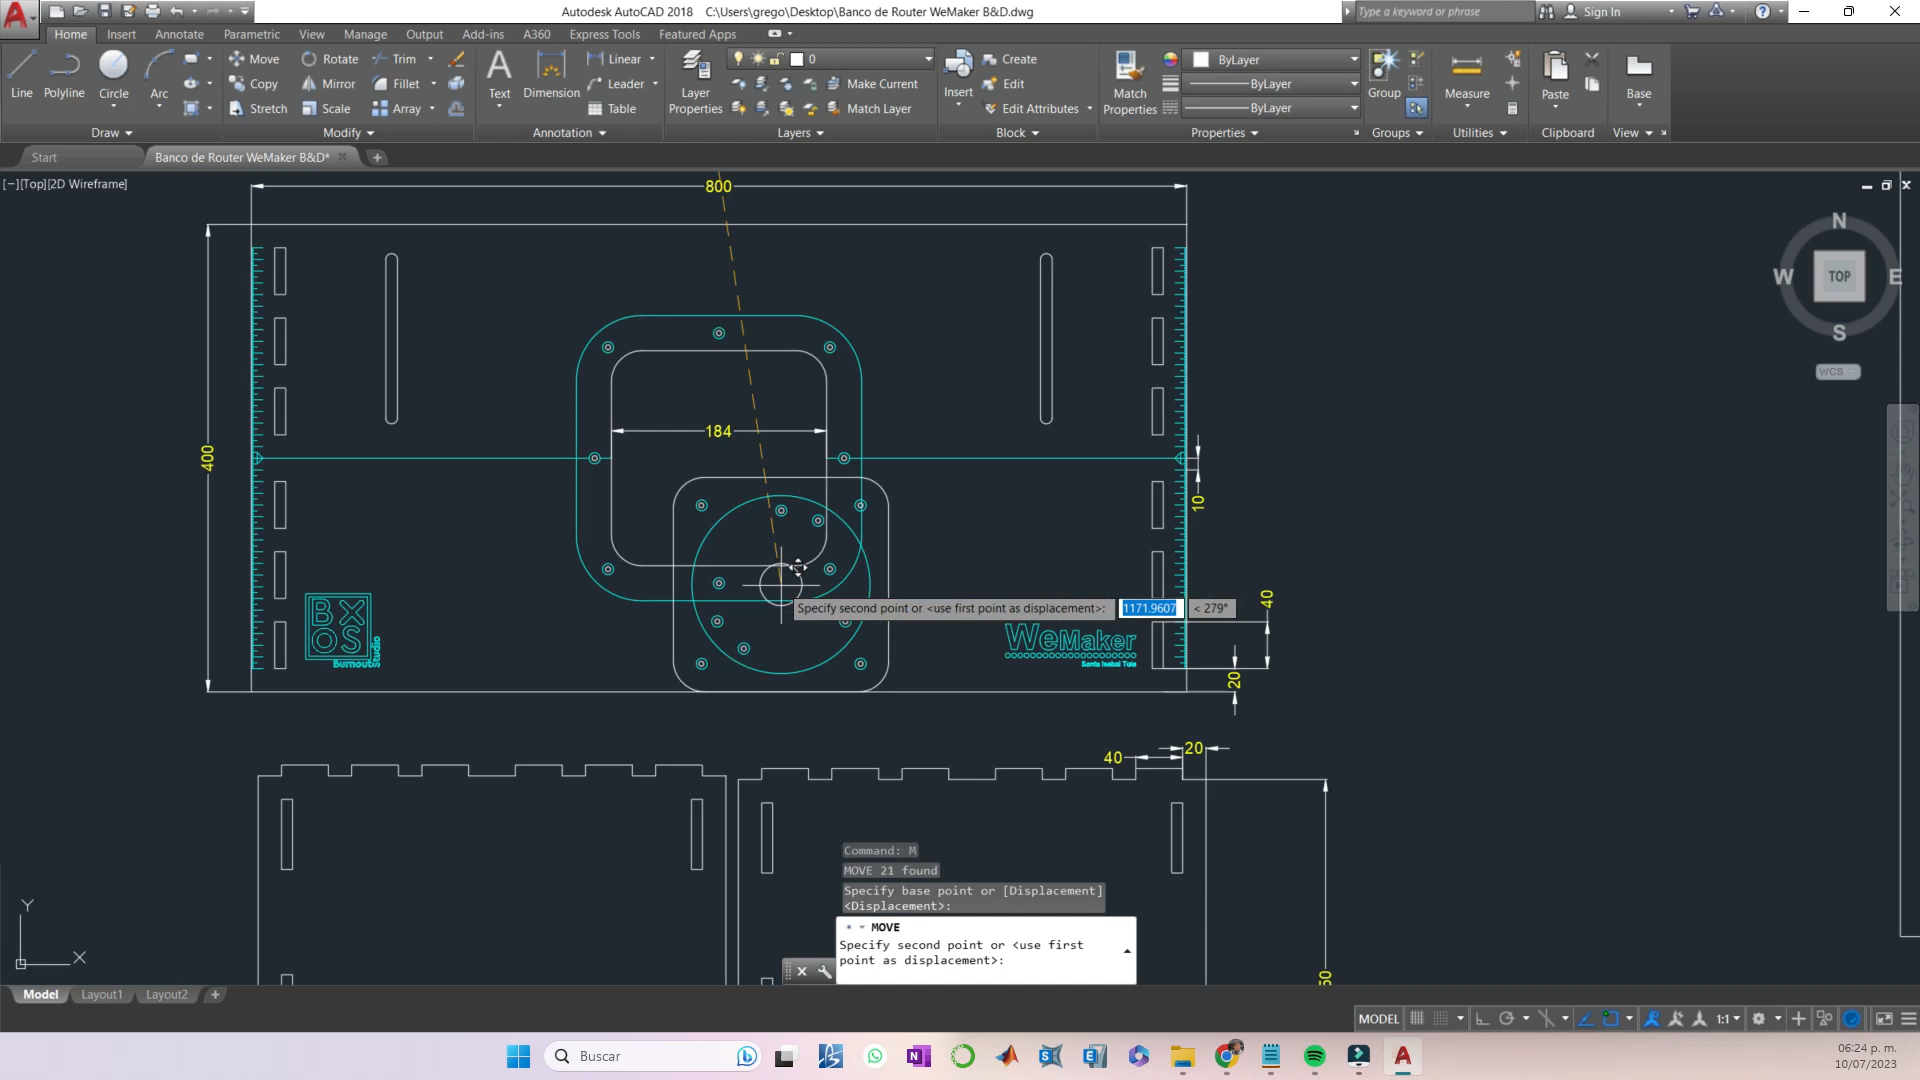 Autodesk AutoCAD 2018 C:\Users\grego\Desktop\Banco de Router WeMaker B&D.dwg
Type a keyword or phrase
Sign In
Home Insert Annotate Parametric View Manage Output Add-ins A360 Express Tools Featured Apps
Line Polyline Circle Arc
Move Rotate Trim
Copy Mirror Fillet
Stretch Scale Array
Text Dimension
Linear
Leader
Table
Layer Properties
0
Make Current
Match Layer
Insert
Create
Edit
Edit Attributes
Match Properties
ByLayer
ByLayer
ByLayer
Group Measure Paste Base
Draw Modify Annotation Layers Block Properties Groups Utilities Clipboard View
Start Banco de Router WeMaker B&D*
[−][Top][2D Wireframe]
800
N
W TOP E
S
WCS
184
400
10
Specify second point or <use first point as displacement>: 1171.9607 < 279°
40
BXOS
Burnout Studio
WeMaker
Santa Isabel Tola
20
40 20
Command: M
MOVE 21 found
Specify base point or [Displacement]
<Displacement>:
MOVE
Specify second point or <use first
point as displacement>:
Y
X
Model Layout1 Layout2
MODEL 1:1
Buscar
06:24 p. m.
10/07/2023